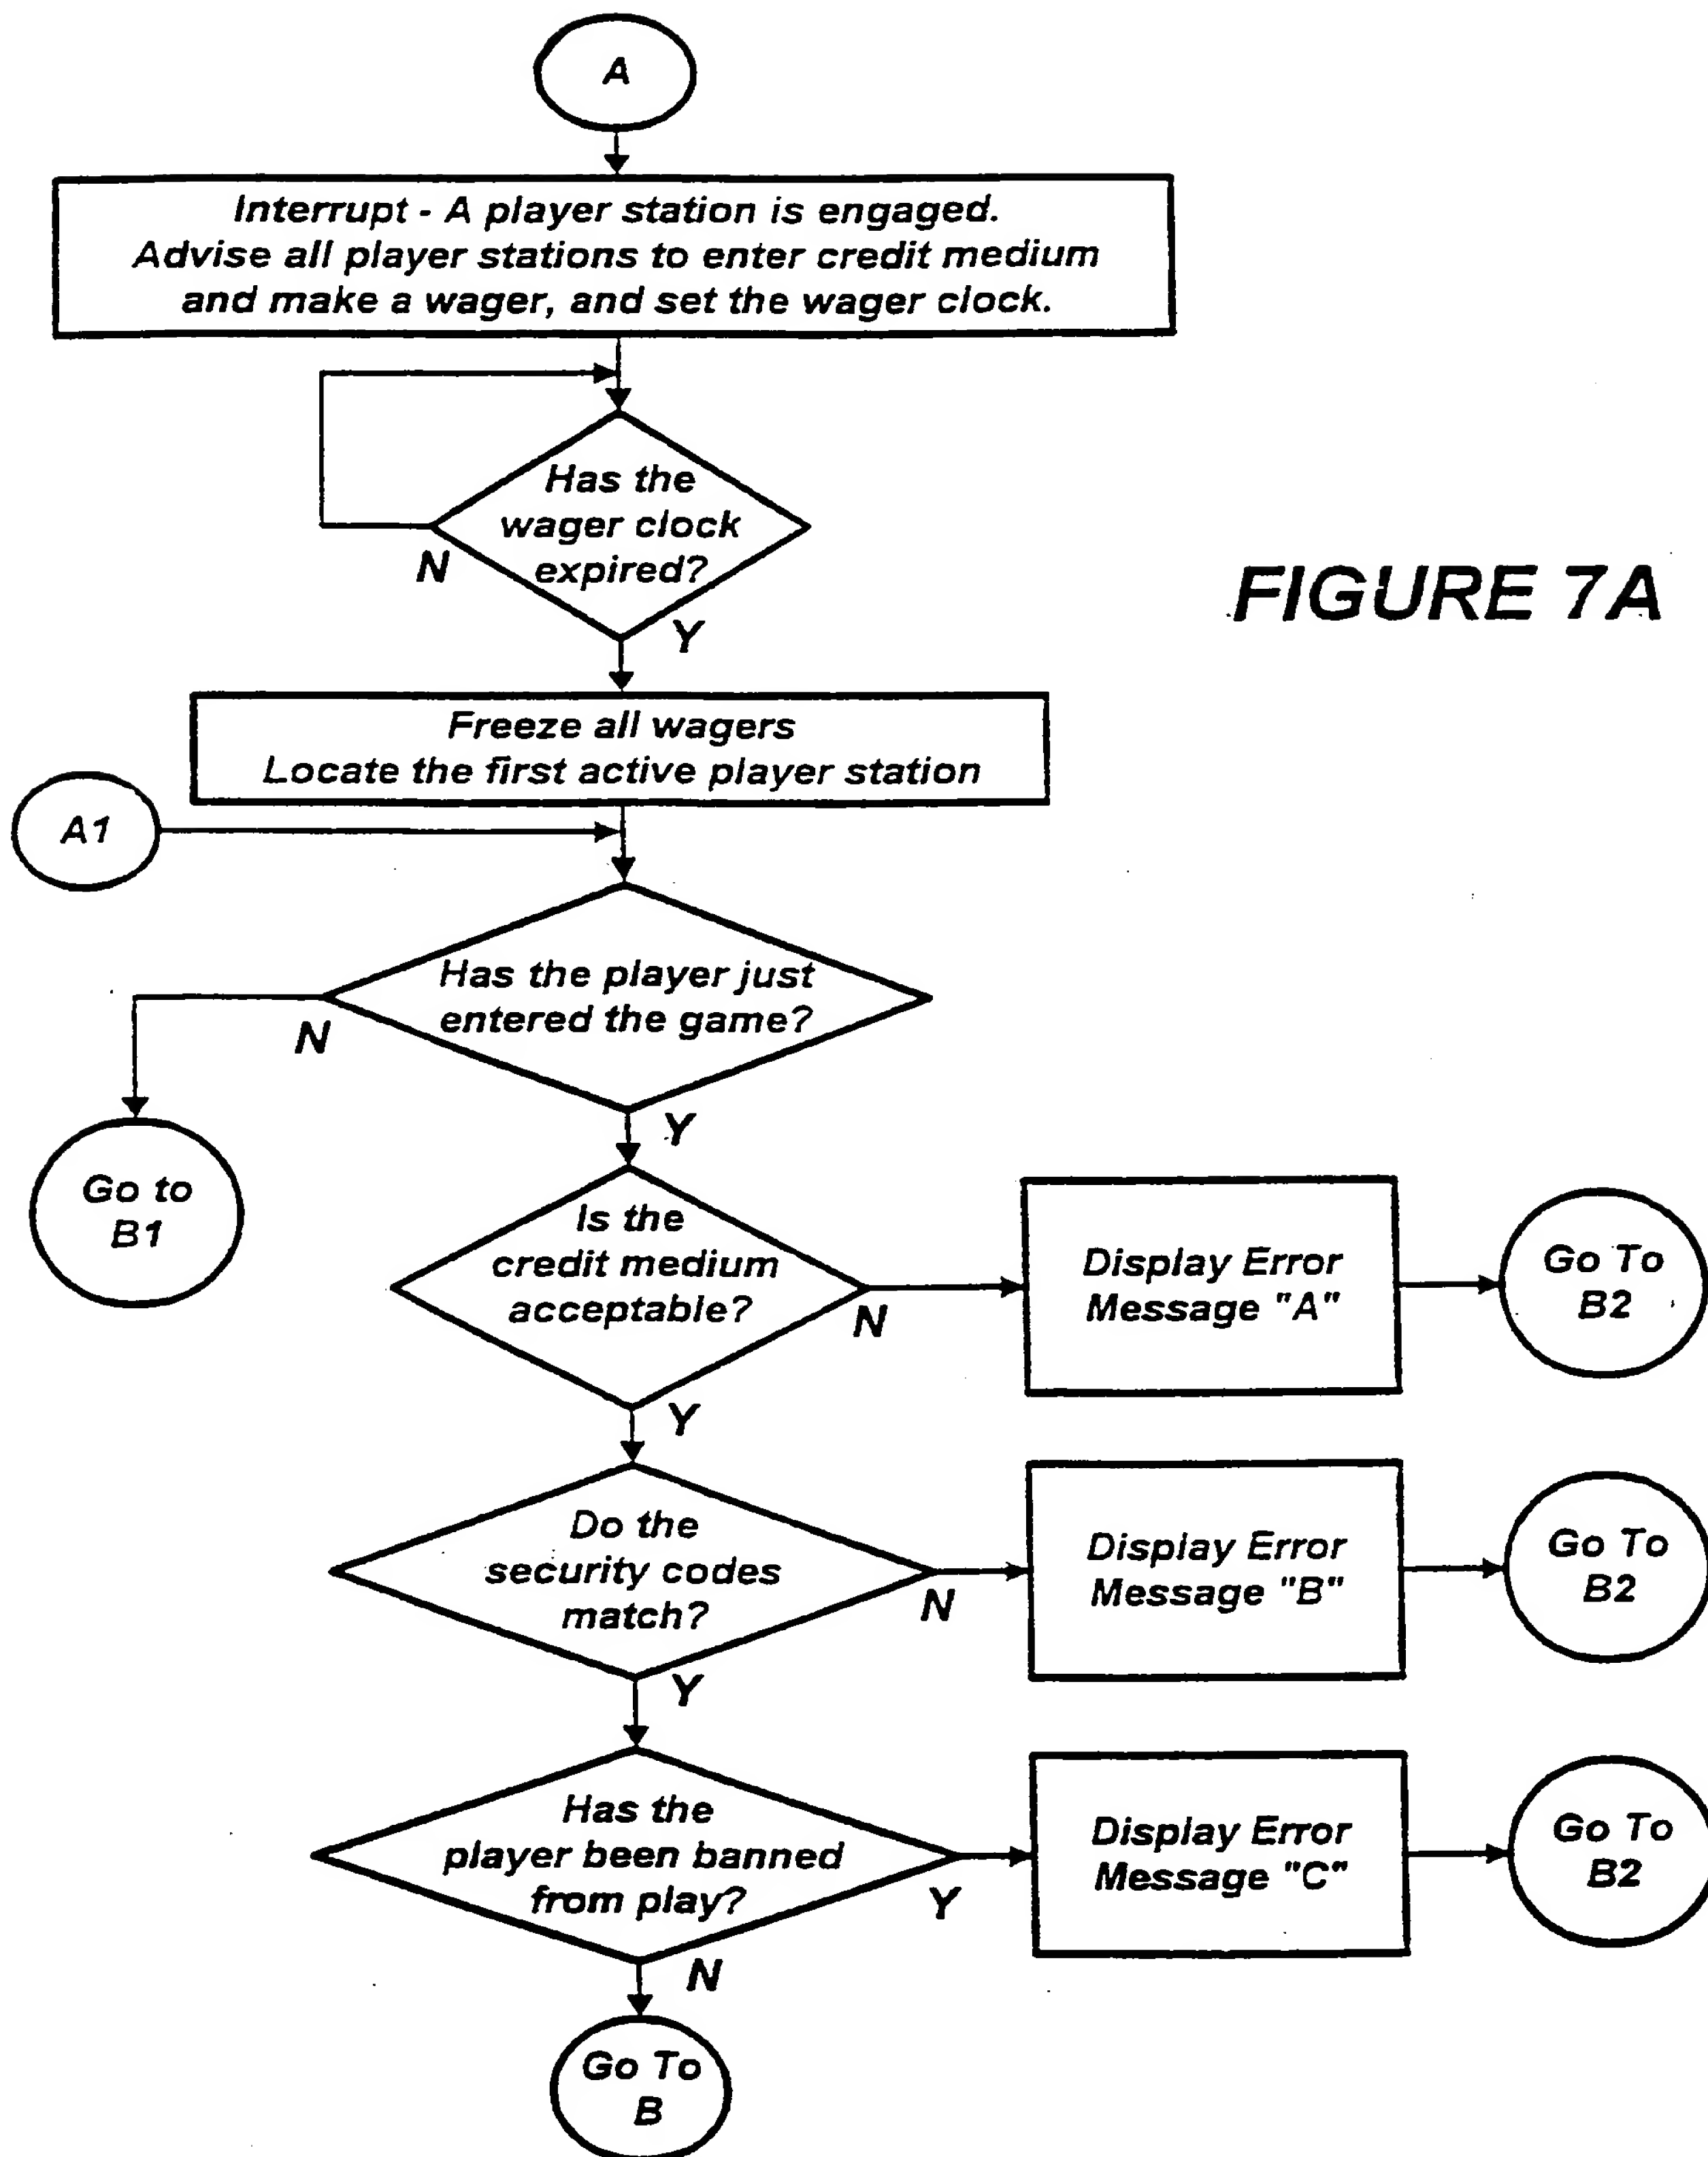 A
Interrupt - A player station is engaged.
Advise all player stations to enter credit medium
and make a wager, and set the wager clock.
Has the
wager clock
expired?
N
Y
FIGURE 7A
Freeze all wagers
Locate the first active player station
A1
Has the player just
entered the game?
N
Y
Go to
B1
Is the
credit medium
acceptable?
N
Y
Display Error
Message "A"
Go To
B2
Do the
security codes
match?
N
Y
Display Error
Message "B"
Go To
B2
Has the
player been banned
from play?
Y
N
Display Error
Message "C"
Go To
B2
Go To
B